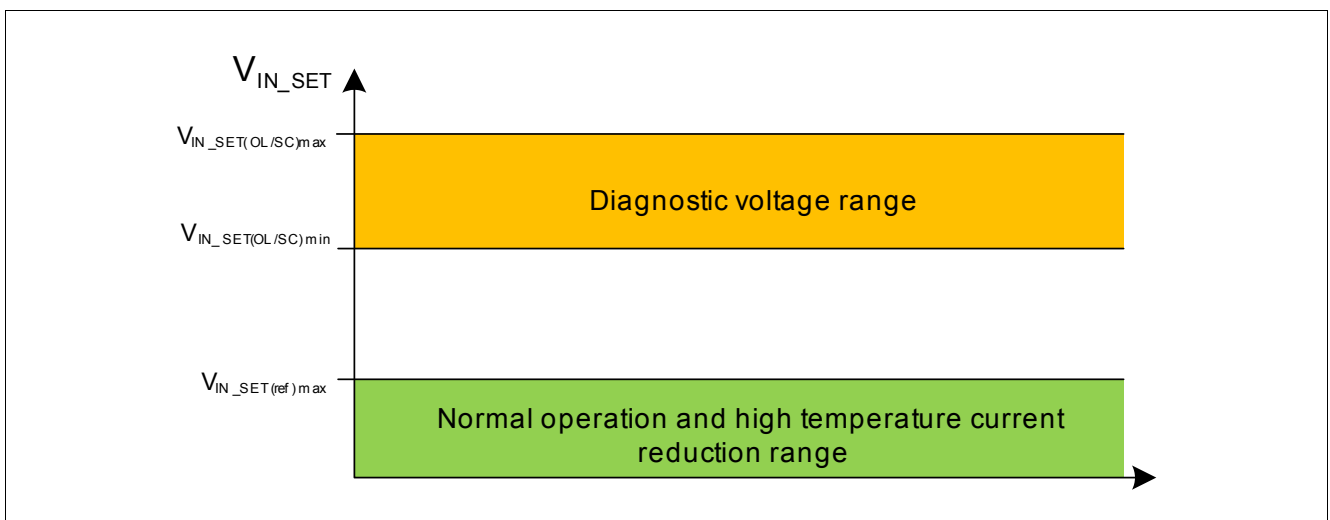 VIN_SET
VIN_SET(OL/SC)max
Diagnostic voltage range
VIN_SET(OL/SC)min
VIN_SET(ref)max
Normal operation and high temperature current
reduction range